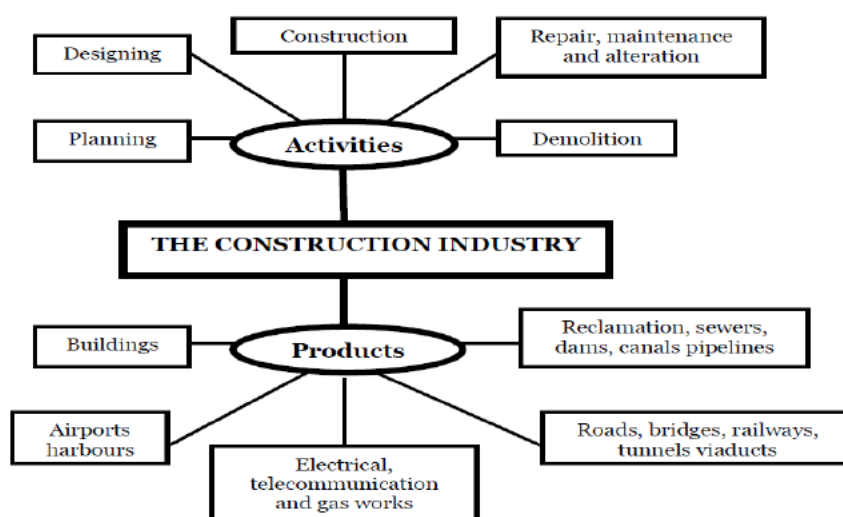 Construction
Repair, maintenance
and alteration
Designing
Planning
Activities
Demolition
THE CONSTRUCTION INDUSTRY
Buildings
Products
Reclamation, sewers,
dams, canals pipelines
Airports
harbours
Electrical,
telecommunication
and gas works
Roads, bridges, railways,
tunnels viaducts